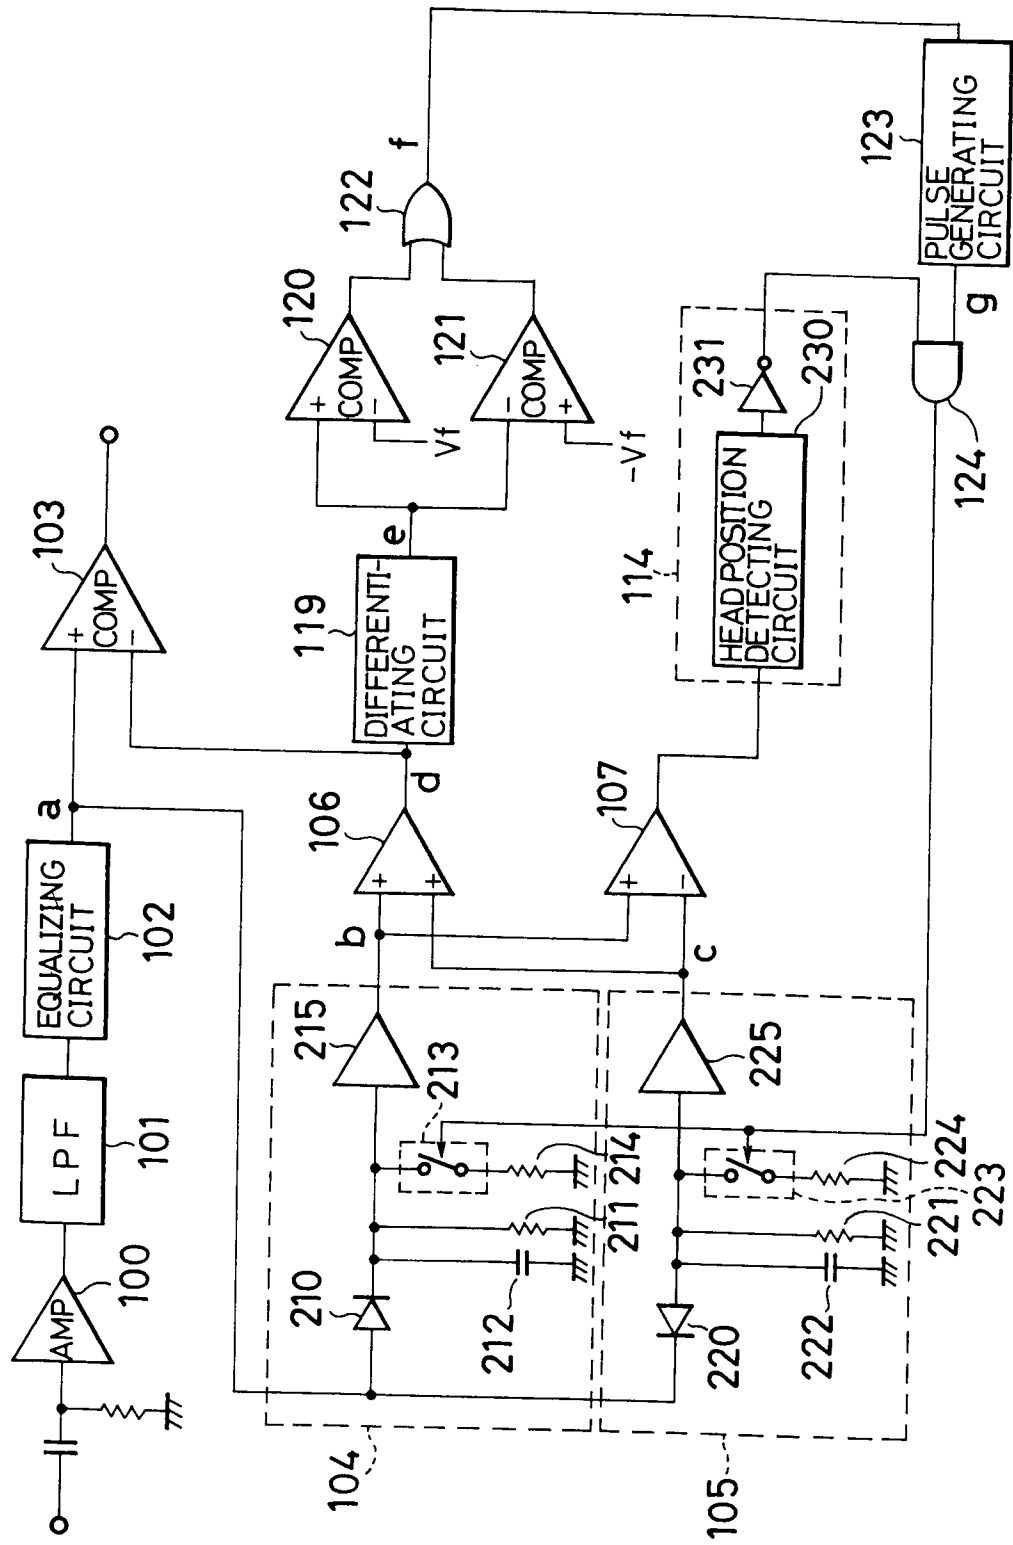 AMP
100
LPF
101
EQUALIZING
CIRCUIT
102
a
+
−
COMP
103
104
210
212
211
214
213
215
b
+
+
106
d
DIFFERENTI-
ATING
CIRCUIT
119
e
+
−
COMP
120
Vf
−
+
COMP
121
-Vf
122
f
105
220
222
221
223
224
225
c
+
−
107
114
HEAD POSITION
DETECTING
CIRCUIT
230
231
124
g
PULSE
GENERATING
CIRCUIT
123